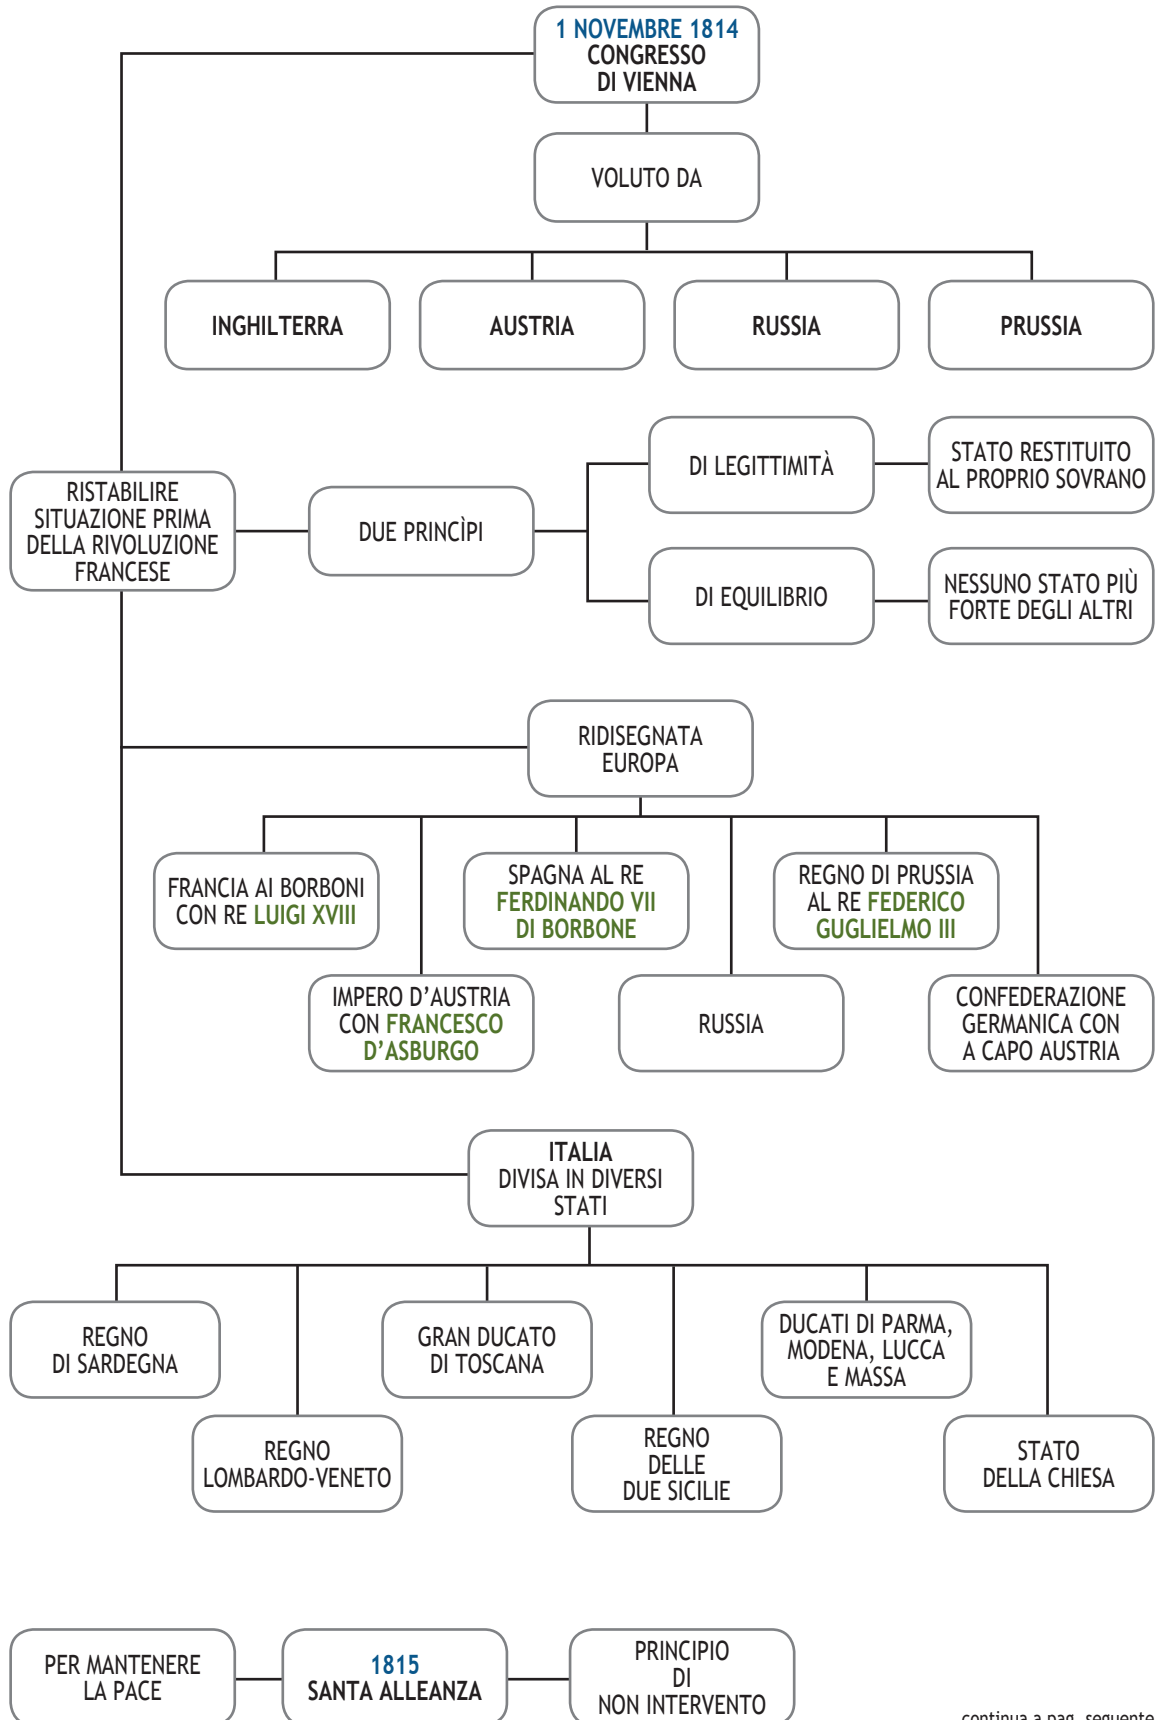 1 NOVEMBRE 1814
CONGRESSO
DI VIENNA
VOLUTO DA
INGHILTERRA
AUSTRIA
RUSSIA
PRUSSIA
RISTABILIRE
SITUAZIONE PRIMA
DELLA RIVOLUZIONE
FRANCESE
DUE PRINCÌPI
DI LEGITTIMITÀ
STATO RESTITUITO
AL PROPRIO SOVRANO
DI EQUILIBRIO
NESSUNO STATO PIÙ
FORTE DEGLI ALTRI
RIDISEGNATA
EUROPA
FRANCIA AI BORBONI
CON RE LUIGI XVIII
IMPERO D'AUSTRIA
CON FRANCESCO
D'ASBURGO
SPAGNA AL RE
FERDINANDO VII
DI BORBONE
RUSSIA
REGNO DI PRUSSIA
AL RE FEDERICO
GUGLIELMO III
CONFEDERAZIONE
GERMANICA CON
A CAPO AUSTRIA
ITALIA
DIVISA IN DIVERSI
STATI
REGNO
DI SARDEGNA
REGNO
LOMBARDO-VENETO
GRAN DUCATO
DI TOSCANA
REGNO
DELLE
DUE SICILIE
DUCATI DI PARMA,
MODENA, LUCCA
E MASSA
STATO
DELLA CHIESA
PER MANTENERE
LA PACE
1815
SANTA ALLEANZA
PRINCIPIO
DI
NON INTERVENTO
continua a pag. seguente